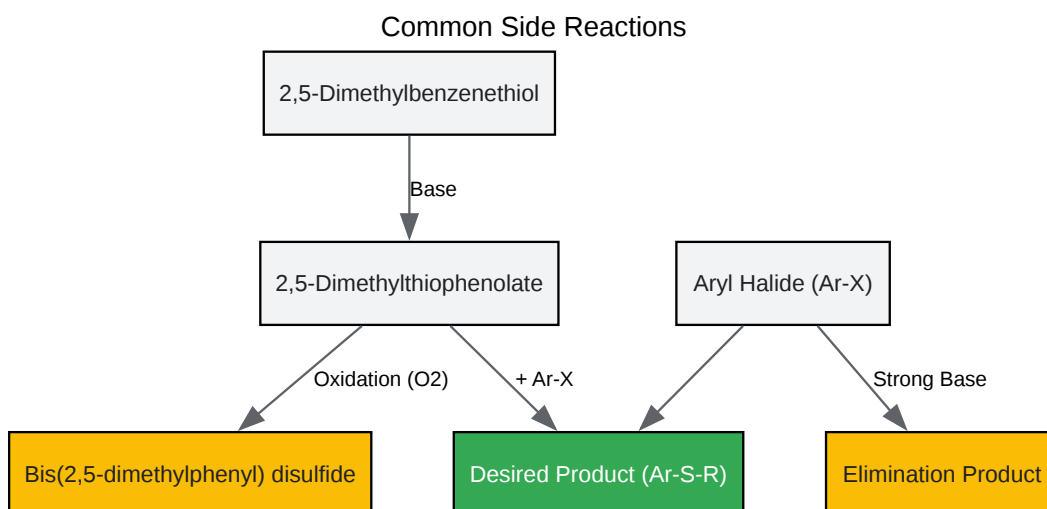 Common Side Reactions
2,5-Dimethylbenzenethiol
Base
2,5-Dimethylthiophenolate
Aryl Halide (Ar-X)
Oxidation (O2)
+ Ar-X
Strong Base
Bis(2,5-dimethylphenyl) disulfide
Desired Product (Ar-S-R)
Elimination Product